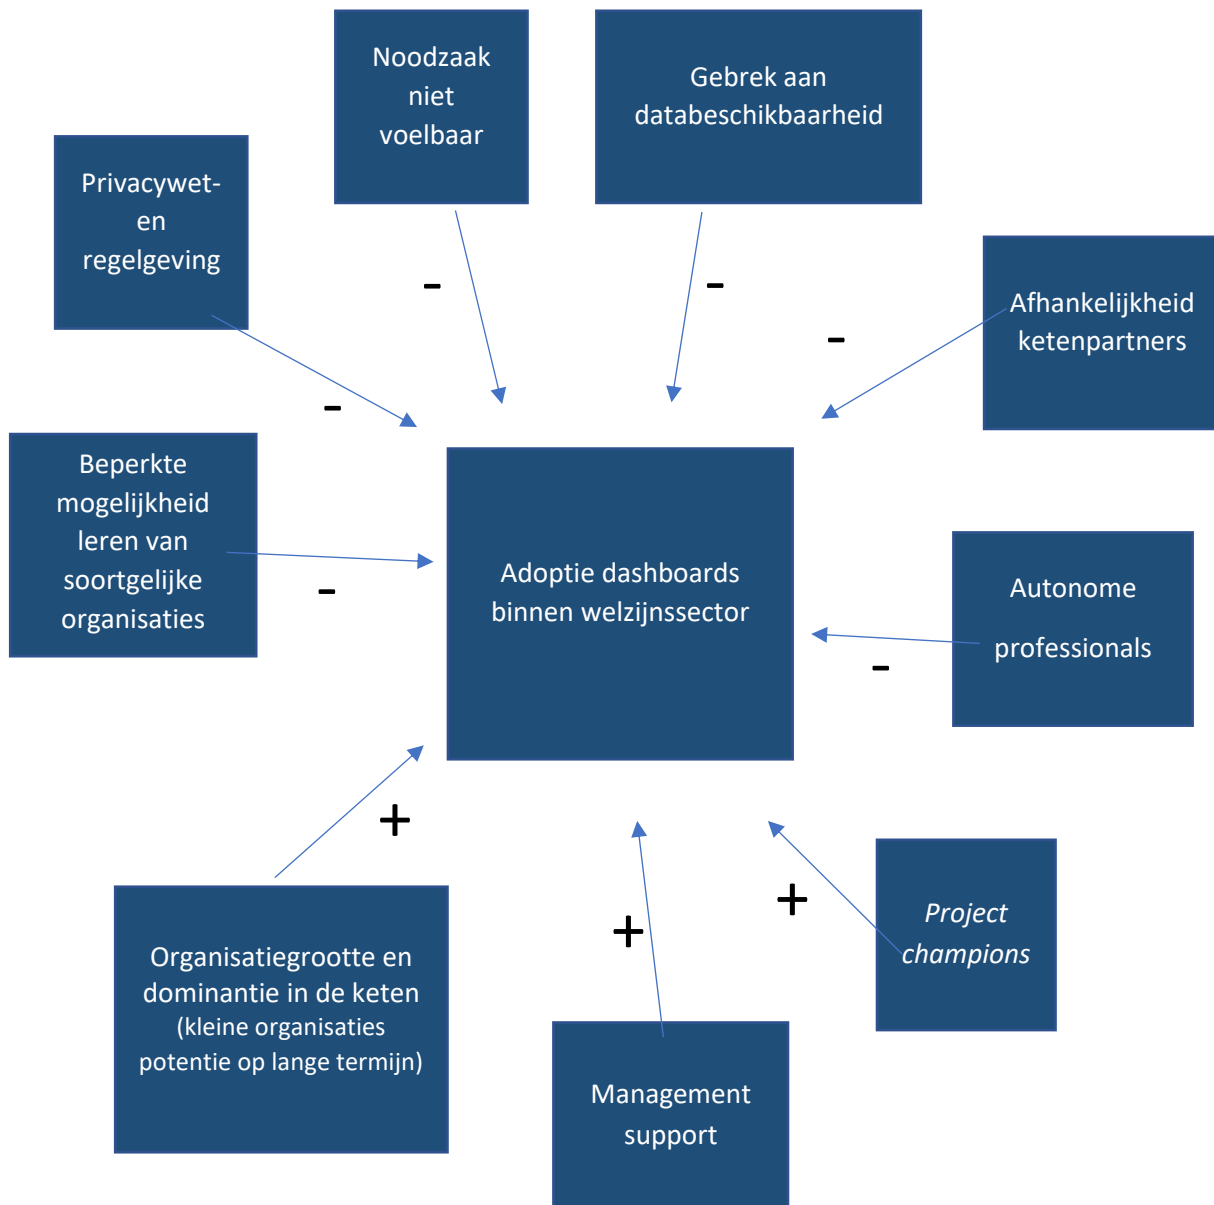 Noodzaak
niet
voelbaar
Gebrek aan
databeschikbaarheid
Privacywet-
en
regelgeving
Afhankelijkheid
ketenpartners
-
-
-
-
Beperkte
mogelijkheid
leren van
soortgelijke
organisaties
-
Adoptie dashboards
binnen welzijnssector
Autonome
professionals
-
+
+
+
Organisatiegrootte en
dominantie in de keten
(kleine organisaties
potentie op lange termijn)
Project
champions
Management
support